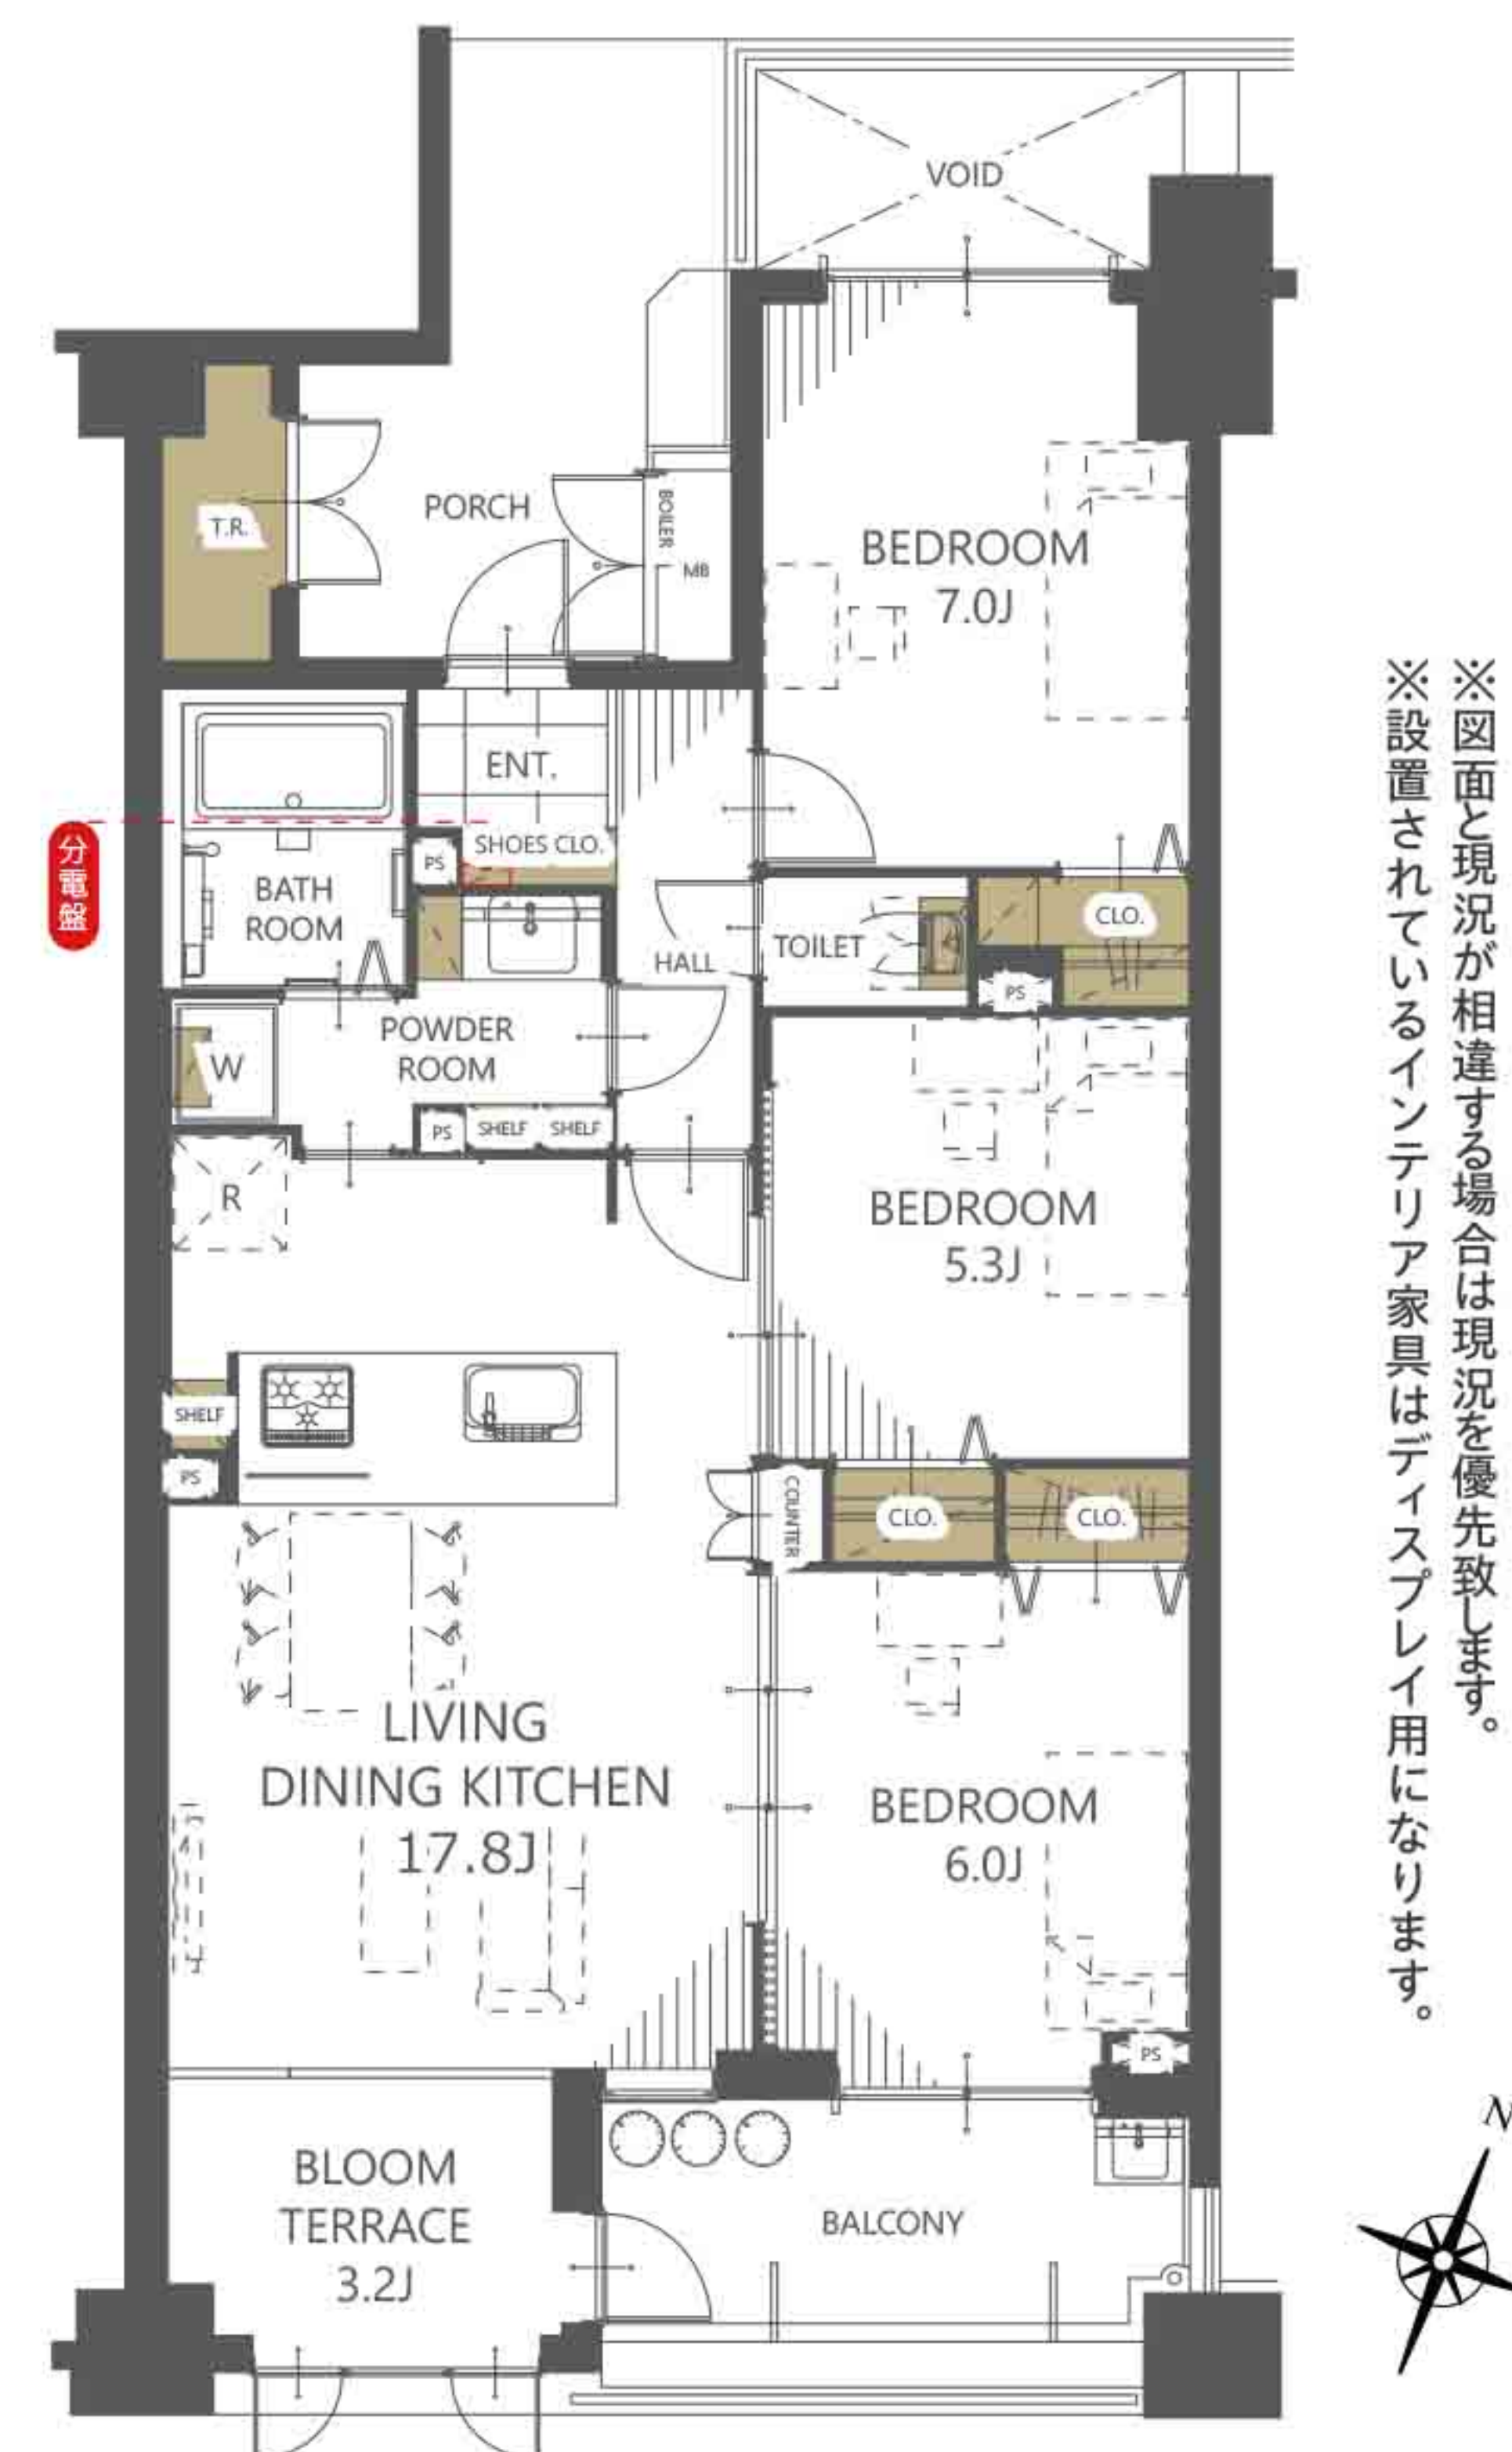 VOID
T.R.
PORCH
BOILER
MB
BEDROOM
7.0J
ENT.
SHOES CLO.
PS
分電盤
BATH
ROOM
HALL
TOILET
CLO.
PS
POWDER
ROOM
W
PS
SHELF
SHELF
R
BEDROOM
5.3J
SHELF
PS
COUNTER
CLO.
CLO.
LIVING
DINING KITCHEN
17.8J
BEDROOM
6.0J
PS
BLOOM
TERRACE
3.2J
BALCONY
N
※図面と現況が相違する場合は現況を優先致します。
※設置されているインテリア家具はディスプレイ用になります。